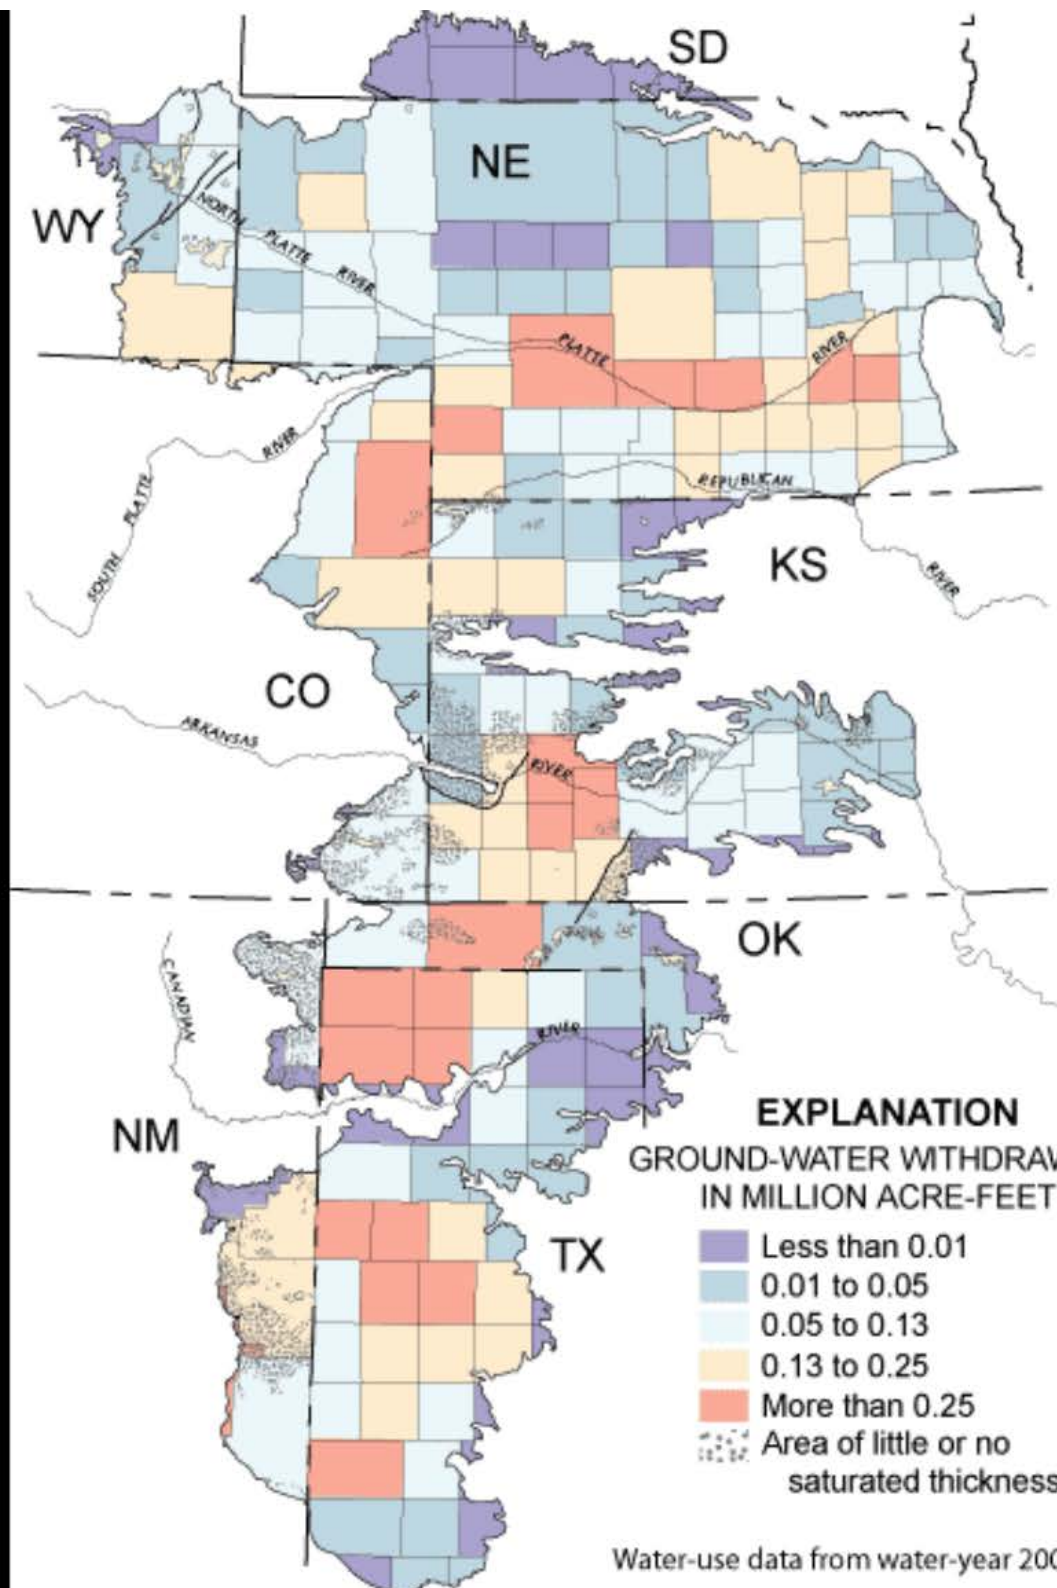 SD
NE
WY
NORTH
PLATTE
RIVER
PLATTE
RIVER
RIVER
PLATTE
SOUTH
REPUBLICAN
KS
RIVER
CO
ARKANSAS
RIVER
OK
CANADIAN
RIVER
NM
TX
EXPLANATION
GROUND-WATER WITHDRAW
IN MILLION ACRE-FEET
Less than 0.01
0.01 to 0.05
0.05 to 0.13
0.13 to 0.25
More than 0.25
Area of little or no
saturated thickness
Water-use data from water-year 200